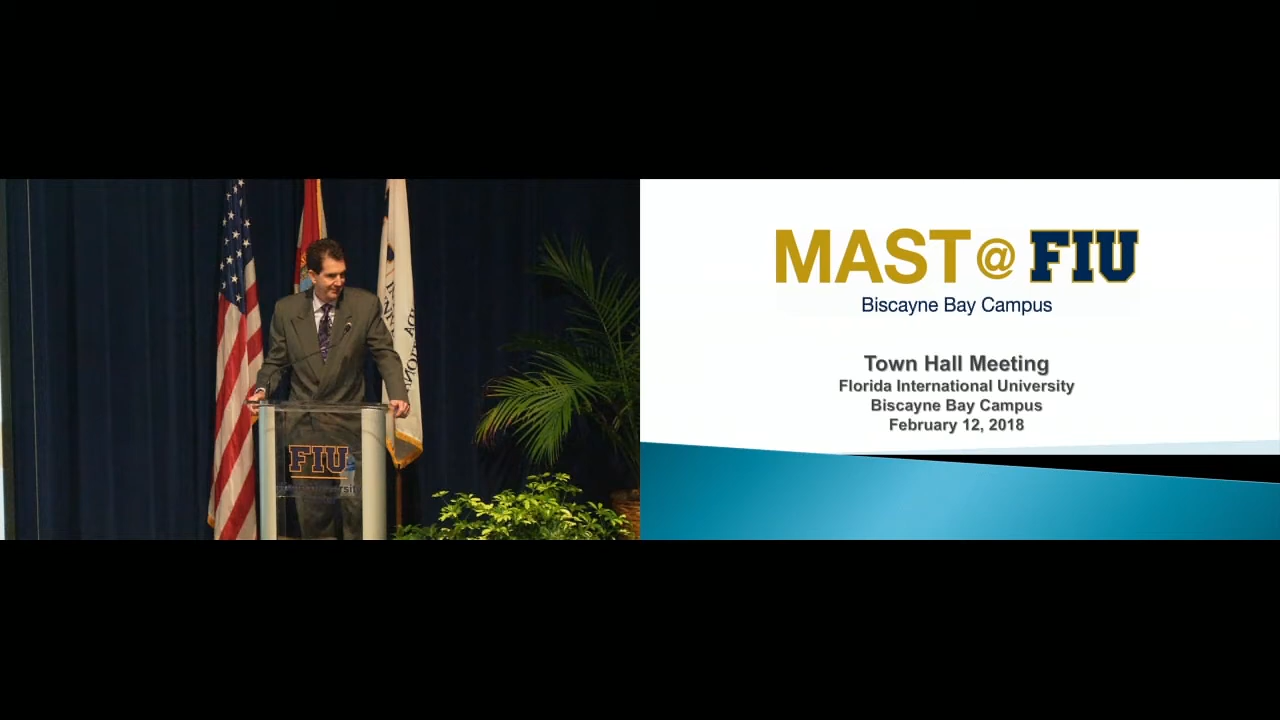 FIU
MAST@FIU
Biscayne Bay Campus
Town Hall Meeting
Florida International University
Biscayne Bay Campus
February 12, 2018